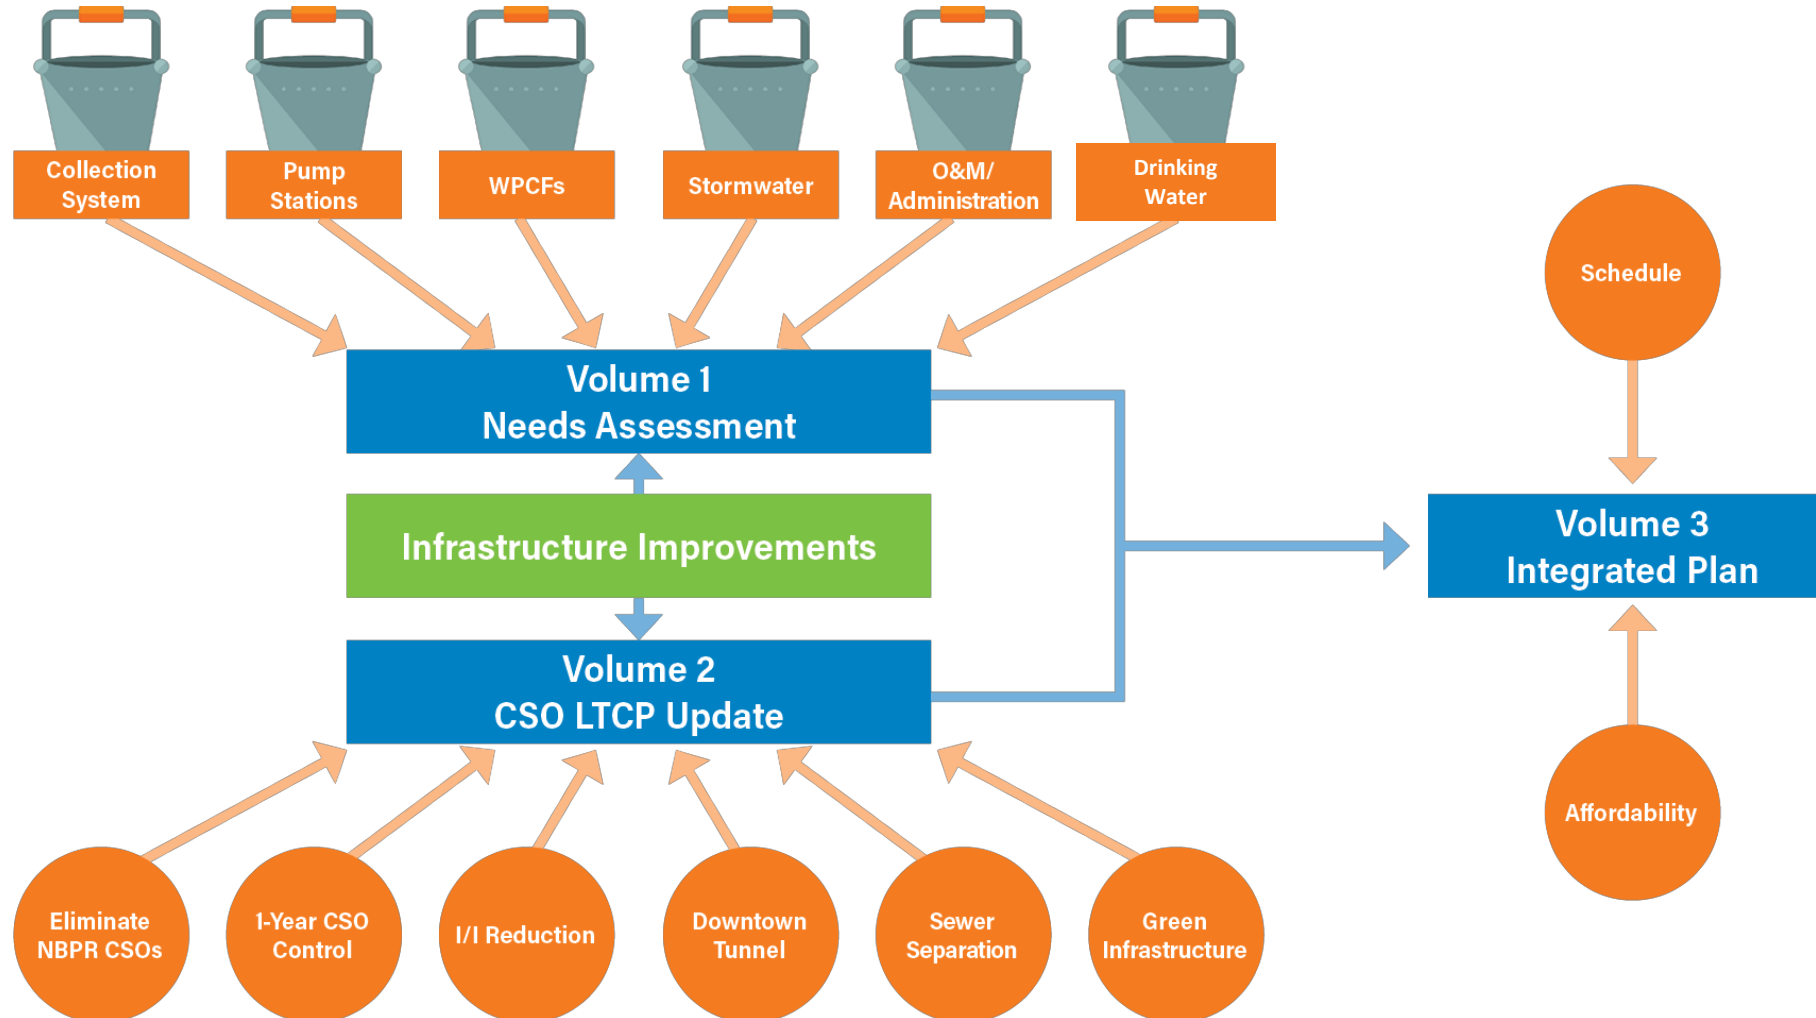 Collection
System
Pump
Stations
WPCFs
Stormwater
O&M/
Administration
Drinking
Water
Schedule
Volume 1
Needs Assessment
Infrastructure Improvements
Volume 3
Integrated Plan
Volume 2
CSO LTCP Update
Affordability
Eliminate
NBPR CSOs
1-Year CSO
Control
I/I Reduction
Downtown
Tunnel
Sewer
Separation
Green
Infrastructure